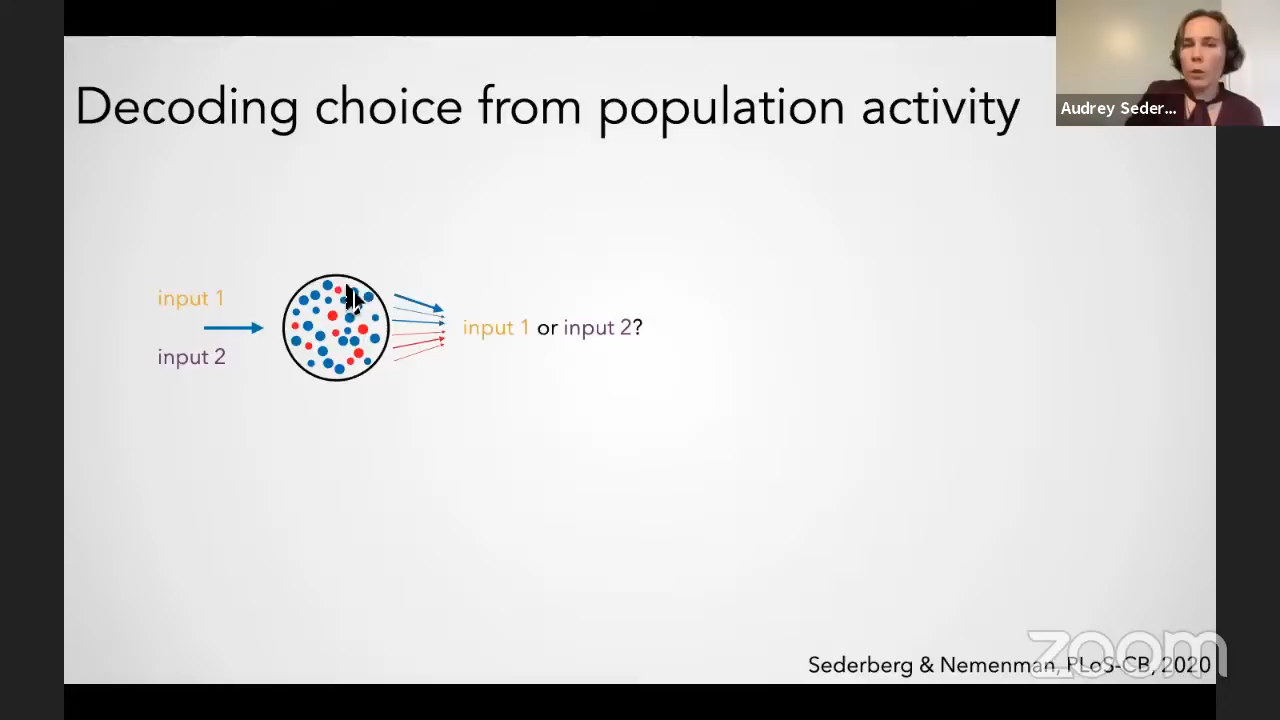 Decoding choice from population activity
Audrey Seder...
input 1
input 2
input 1 or input 2?
zoom
Sederberg & Nemenman, PLoS-CB, 2020